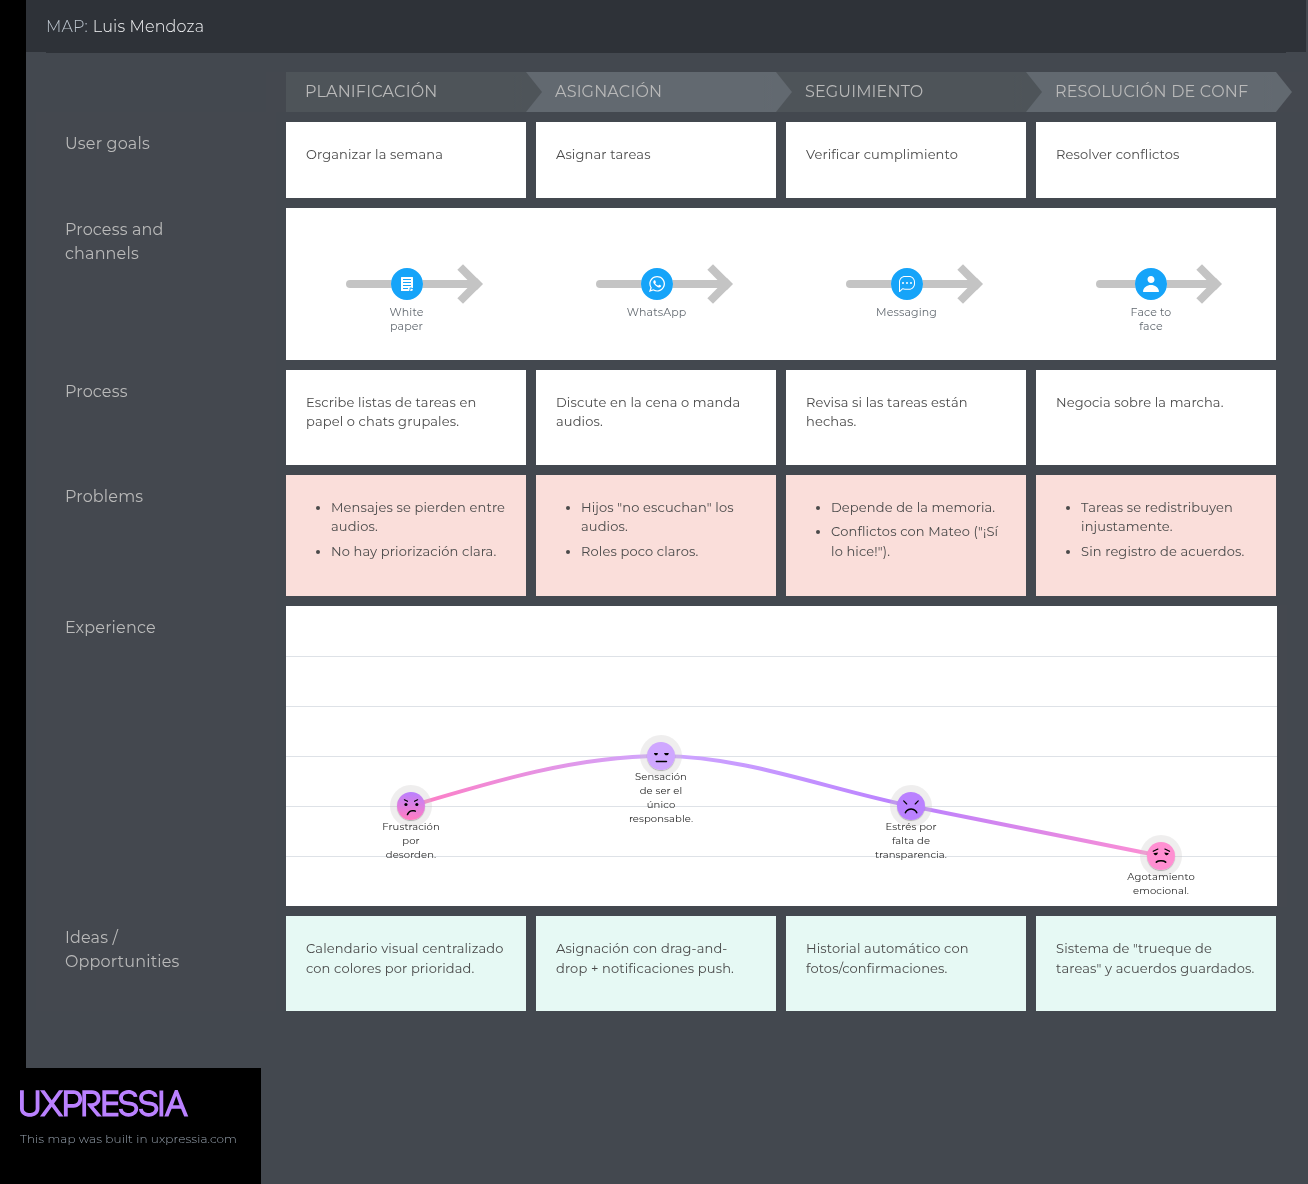 MAP: Luis Mendoza
PLANIFICACIÓN
ASIGNACIÓN
SEGUIMIENTO
RESOLUCIÓN DE CONF
User goals
Organizar la semana
Asignar tareas
Verificar cumplimiento
Resolver conflictos
Process and
channels
White
paper
WhatsApp
Messaging
Face to
face
Process
Escribe listas de tareas en
papel o chats grupales.
Discute en la cena o manda
audios.
Revisa si las tareas están
hechas.
Negocia sobre la marcha.
Problems
• Mensajes se pierden entre
audios.
• No hay priorización clara.
• Hijos "no escuchan" los
audios.
• Roles poco claros.
• Depende de la memoria.
• Conflictos con Mateo ("¡Sí
lo hice!").
• Tareas se redistribuyen
injustamente.
• Sin registro de acuerdos.
Experience
Frustración
por
desorden.
Sensación
de ser el
único
responsable.
Estrés por
falta de
transparencia.
Agotamiento
emocional.
Ideas /
Opportunities
Calendario visual centralizado
con colores por prioridad.
Asignación con drag-and-
drop + notificaciones push.
Historial automático con
fotos/confirmaciones.
Sistema de "trueque de
tareas" y acuerdos guardados.
UXPRESSIA
This map was built in uxpressia.com